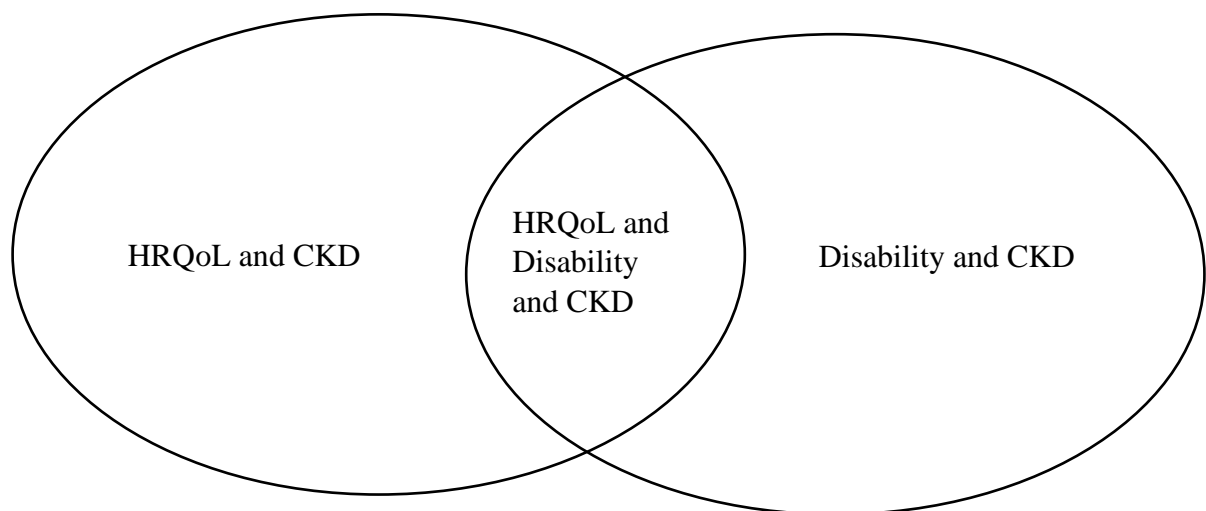 HRQoL and CKD
HRQoL and
Disability
and CKD
Disability and CKD